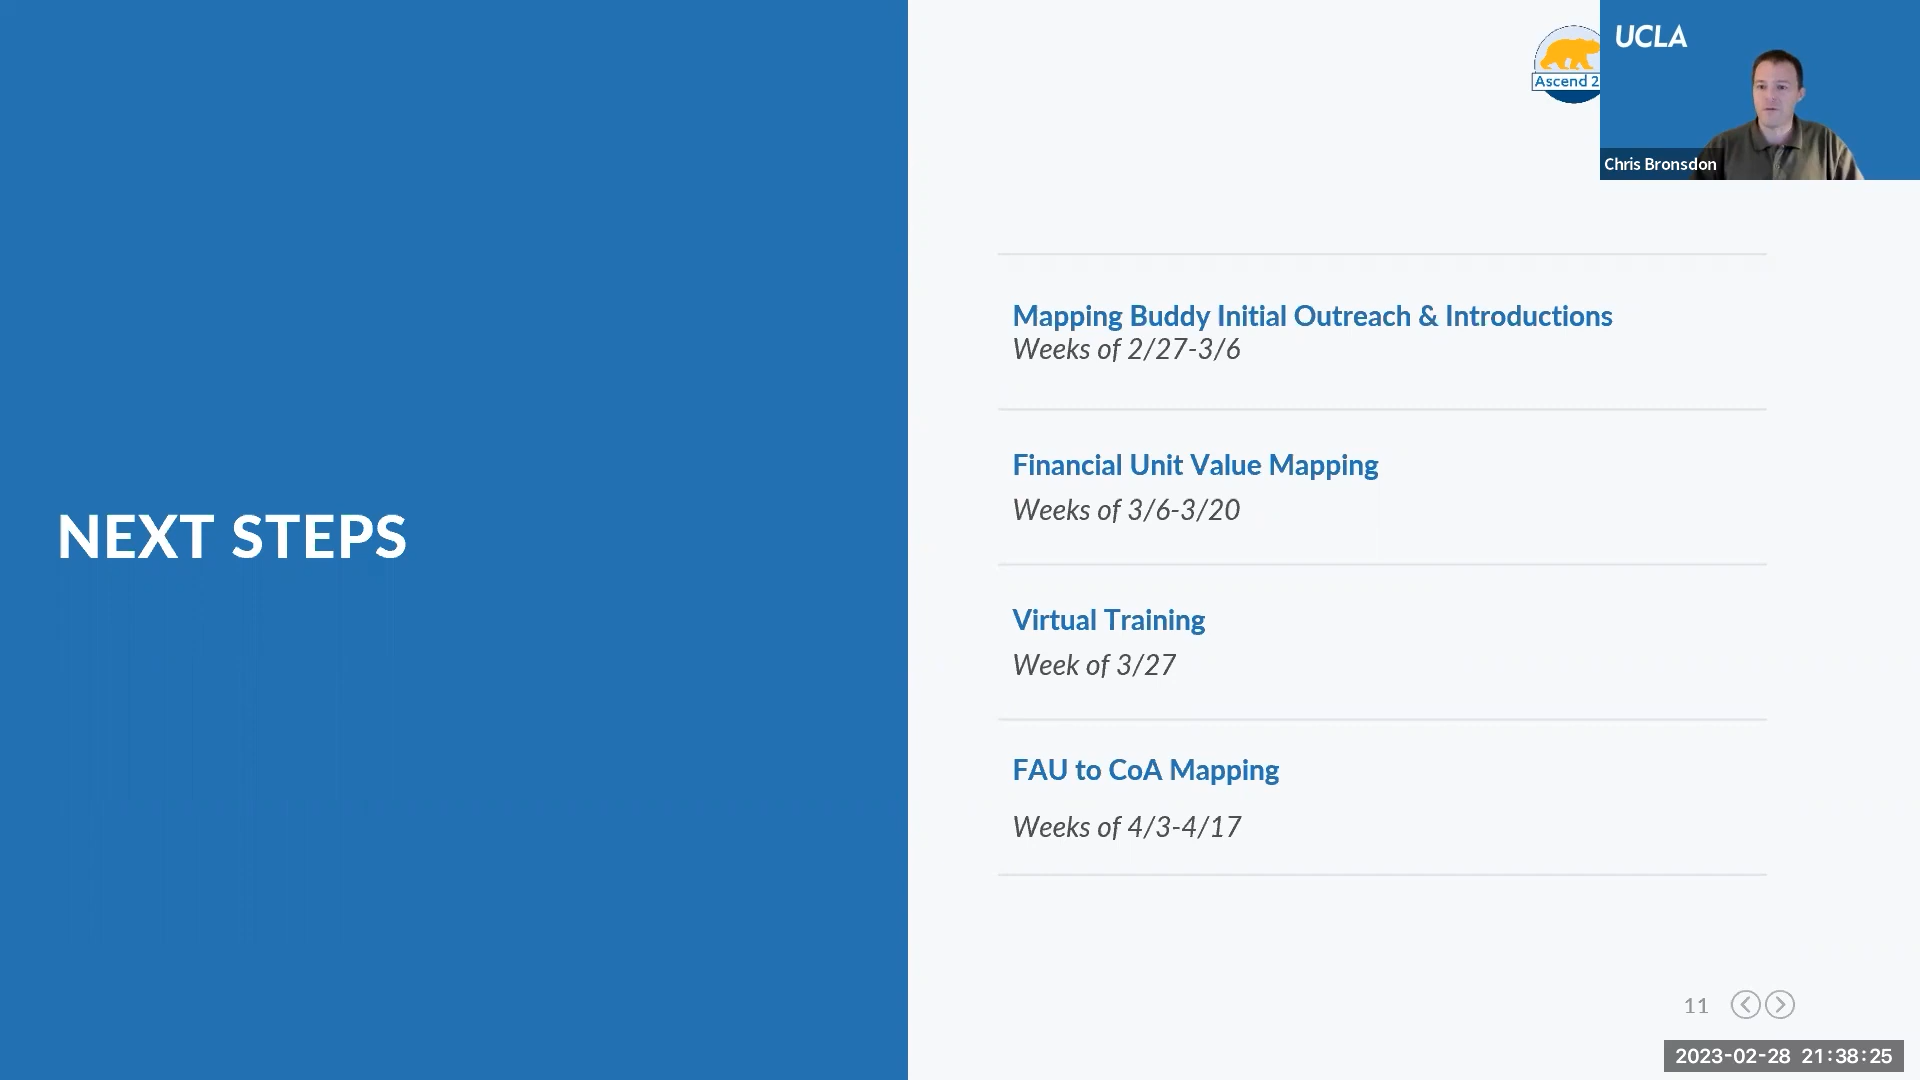 UCLA
Ascend 2
Chris Bronsdon
NEXT STEPS
Mapping Buddy Initial Outreach & Introductions
Weeks of 2/27-3/6
Financial Unit Value Mapping
Weeks of 3/6-3/20
Virtual Training
Week of 3/27
FAU to CoA Mapping
Weeks of 4/3-4/17
11
2023-02-28 21:38:25